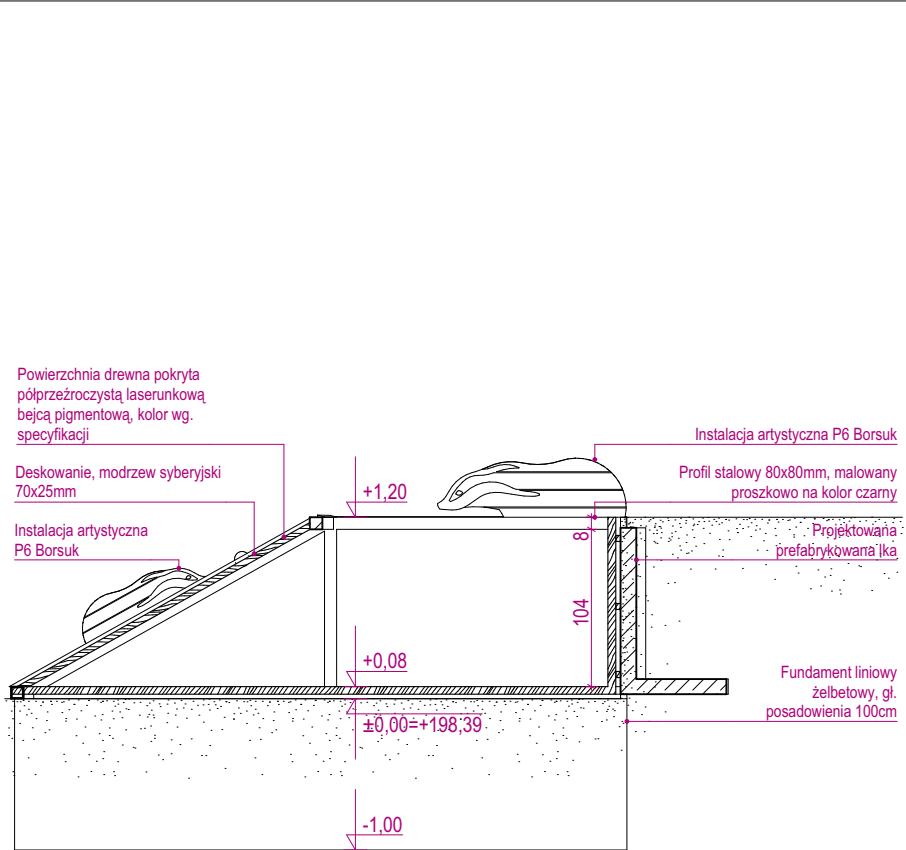 Powierzchnia drewna pokryta
półprzeźroczystą laserunkową
bejcą pigmentową, kolor wg.
specyfikacji
Deskowanie, modrzew syberyjski
70x25mm
Instalacja artystyczna
P6 Borsuk
Instalacja artystyczna P6 Borsuk
Profil stalowy 80x80mm, malowany
proszkowo na kolor czarny
Projektowana
prefabrykowana lka
Fundament liniowy
żelbetowy, gł.
posadowienia 100cm
+1,20
8
104
+0,08
±0,00=+198,39
-1,00